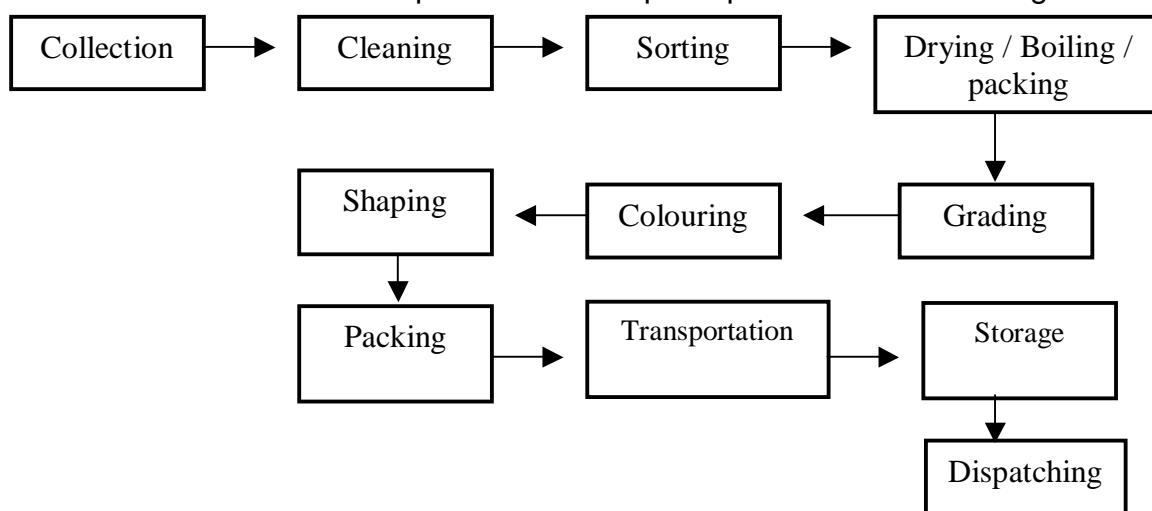 Collection
Cleaning
Sorting
Drying / Boiling /
packing
Grading
Colouring
Shaping
Packing
Transportation
Storage
Dispatching